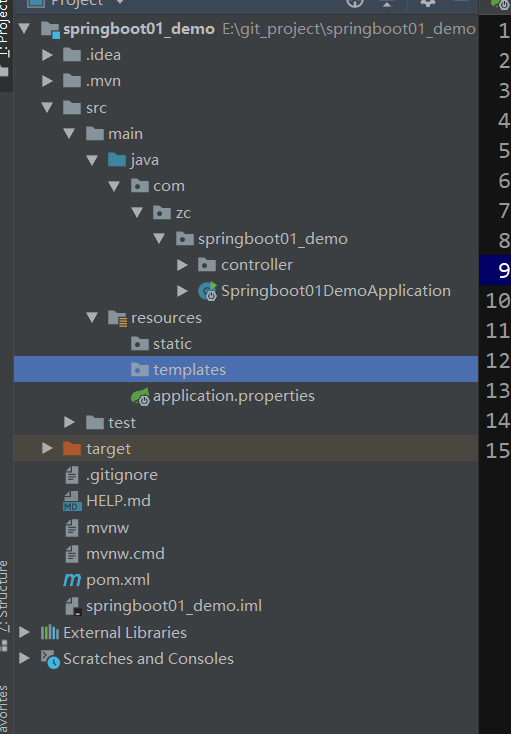 Project
springboot01_demo E:\git_project\springboot01_demo
.idea
.mvn
src
main
java
com
zc
springboot01_demo
controller
Springboot01DemoApplication
resources
static
templates
application.properties
test
target
.gitignore
HELP.md
mvnw
mvnw.cmd
pom.xml
springboot01_demo.iml
External Libraries
Scratches and Consoles
1
2
3
4
5
6
7
8
9
10
11
12
13
14
15
Project
Z: Structure
avorites